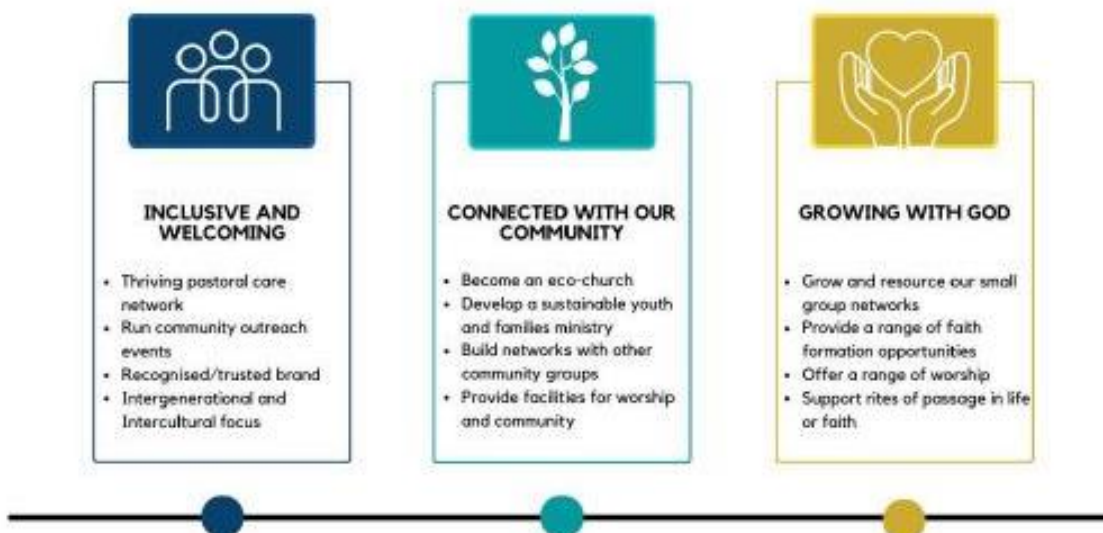 INCLUSIVE AND
WELCOMING
• Thriving pastoral care
network
• Run community outreach
events
• Recognised/trusted brand
• Intergenerational and
Intercultural focus
CONNECTED WITH OUR
COMMUNITY
• Become an eco-church
• Develop a sustainable youth
and families ministry
• Build networks with other
community groups
• Provide facilities for worship
and community
GROWING WITH GOD
• Grow and resource our small
group networks
• Provide a range of faith
formation opportunities
• Offer a range of worship
• Support rites of passage in life
or faith